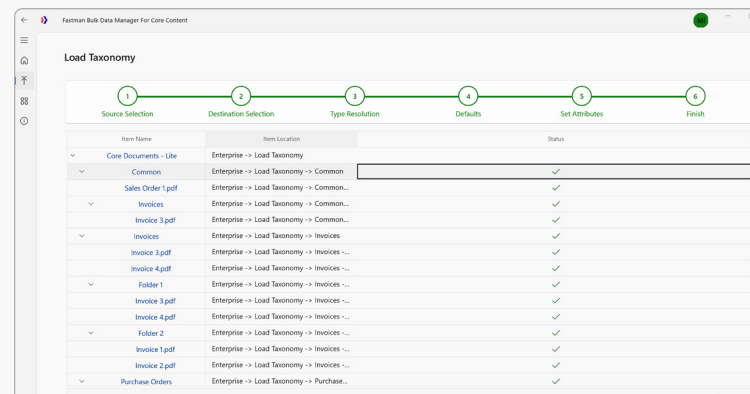 Fastman Bulk Data Manager For Core Content
MI
Load Taxonomy
1 2 3 4 5 6
Source Selection Destination Selection Type Resolution Defaults Set Attributes Finish
Item Name Item Location Status
Core Documents - Lite Enterprise -> Load Taxonomy
Common Enterprise -> Load Taxonomy -> Common
Sales Order 1.pdf Enterprise -> Load Taxonomy -> Common...
Invoices Enterprise -> Load Taxonomy -> Common...
Invoice 3.pdf Enterprise -> Load Taxonomy -> Common...
Invoices Enterprise -> Load Taxonomy -> Invoices
Invoice 3.pdf Enterprise -> Load Taxonomy -> Invoices -...
Invoice 4.pdf Enterprise -> Load Taxonomy -> Invoices -...
Folder 1 Enterprise -> Load Taxonomy -> Invoices -...
Invoice 3.pdf Enterprise -> Load Taxonomy -> Invoices -...
Invoice 4.pdf Enterprise -> Load Taxonomy -> Invoices -...
Folder 2 Enterprise -> Load Taxonomy -> Invoices -...
Invoice 1.pdf Enterprise -> Load Taxonomy -> Invoices -...
Invoice 2.pdf Enterprise -> Load Taxonomy -> Invoices -...
Purchase Orders Enterprise -> Load Taxonomy -> Purchase...